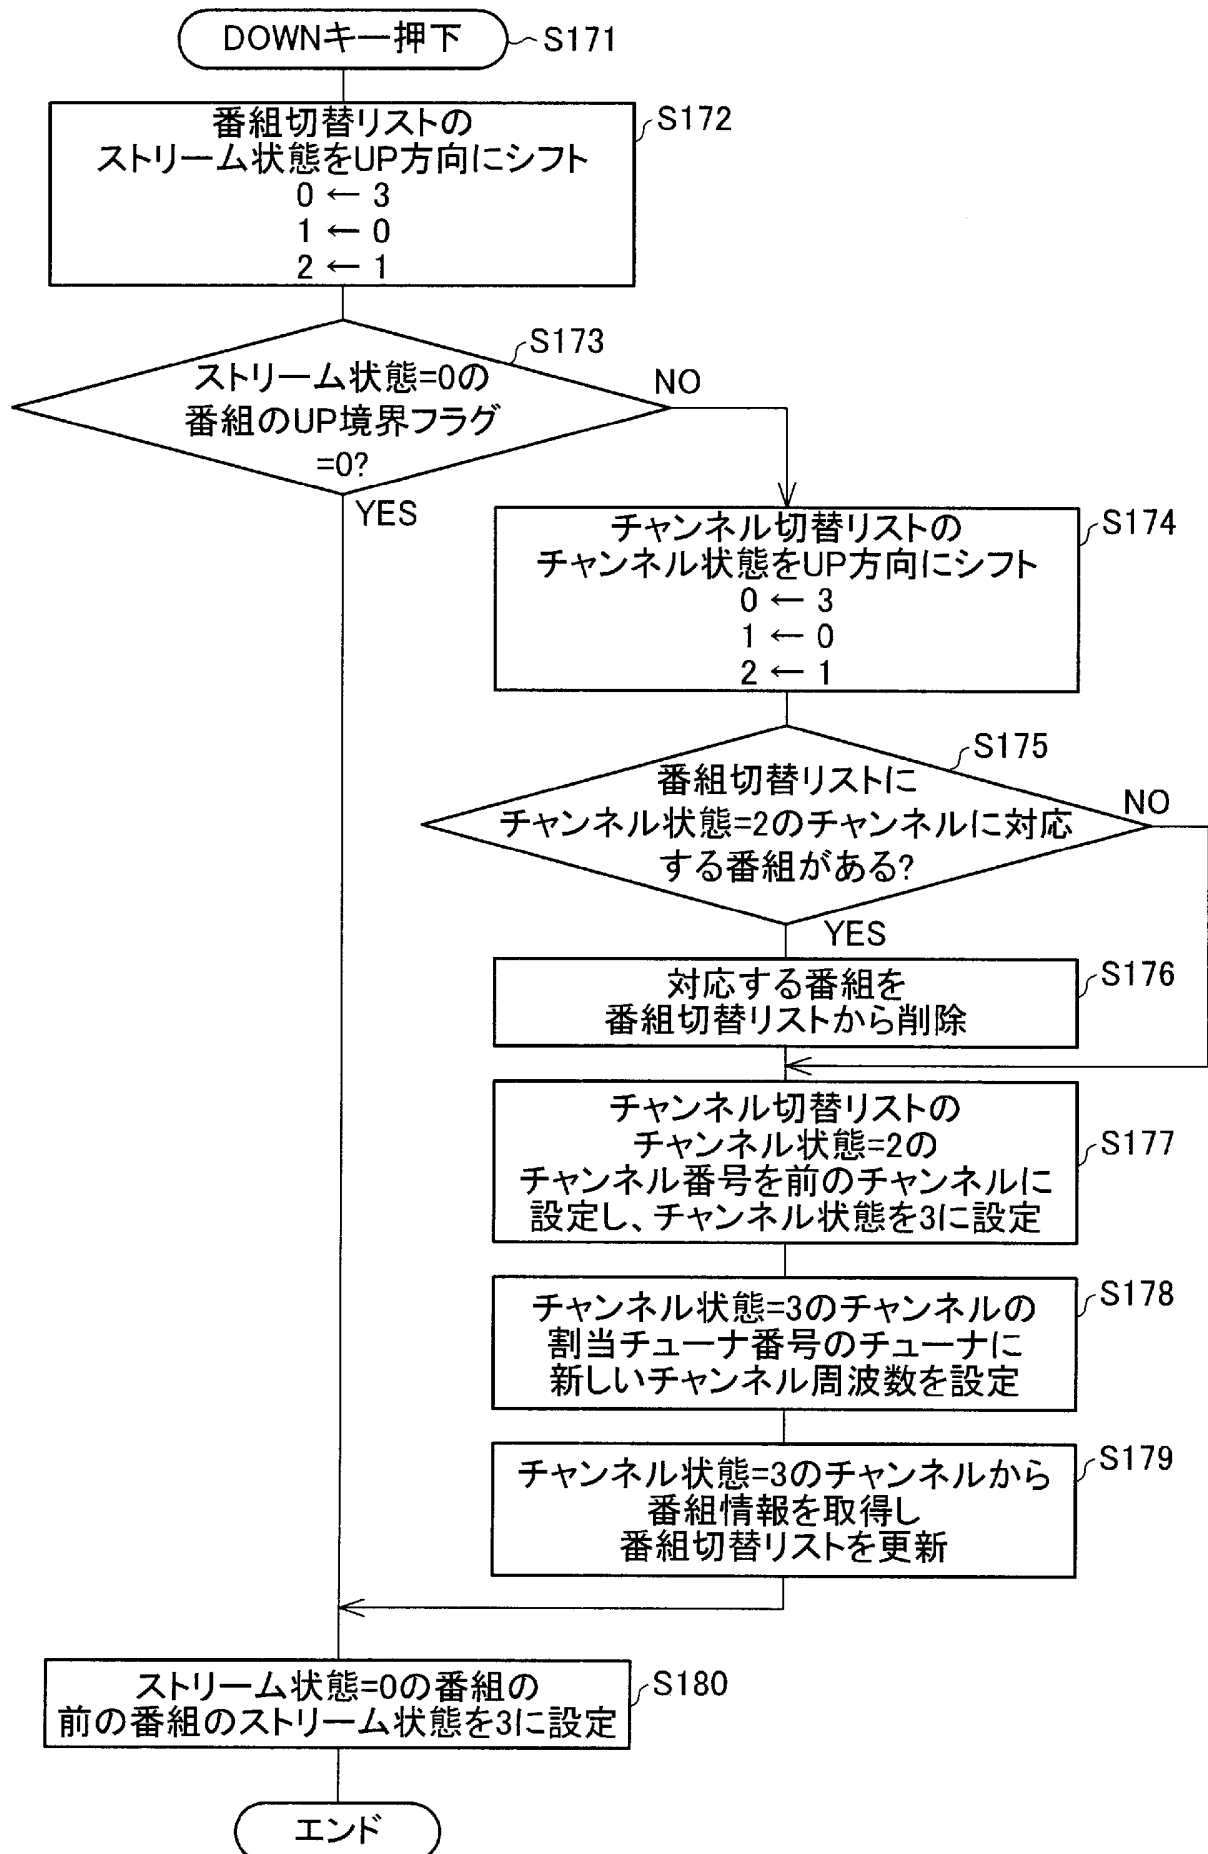 DOWNキー押下
S171
番組切替リストの
ストリーム状態をUP方向にシフト
0 ← 3
1 ← 0
2 ← 1
S172
S173
ストリーム状態=0の
番組のUP境界フラグ
=0?
NO
YES
チャンネル切替リストの
チャンネル状態をUP方向にシフト
0 ← 3
1 ← 0
2 ← 1
S174
S175
番組切替リストに
チャンネル状態=2のチャンネルに対応
する番組がある?
NO
YES
対応する番組を
番組切替リストから削除
S176
チャンネル切替リストの
チャンネル状態=2の
チャンネル番号を前のチャンネルに
設定し、チャンネル状態を3に設定
S177
チャンネル状態=3のチャンネルの
割当チューナ番号のチューナに
新しいチャンネル周波数を設定
S178
チャンネル状態=3のチャンネルから
番組情報を取得し
番組切替リストを更新
S179
ストリーム状態=0の番組の
前の番組のストリーム状態を3に設定
S180
エンド